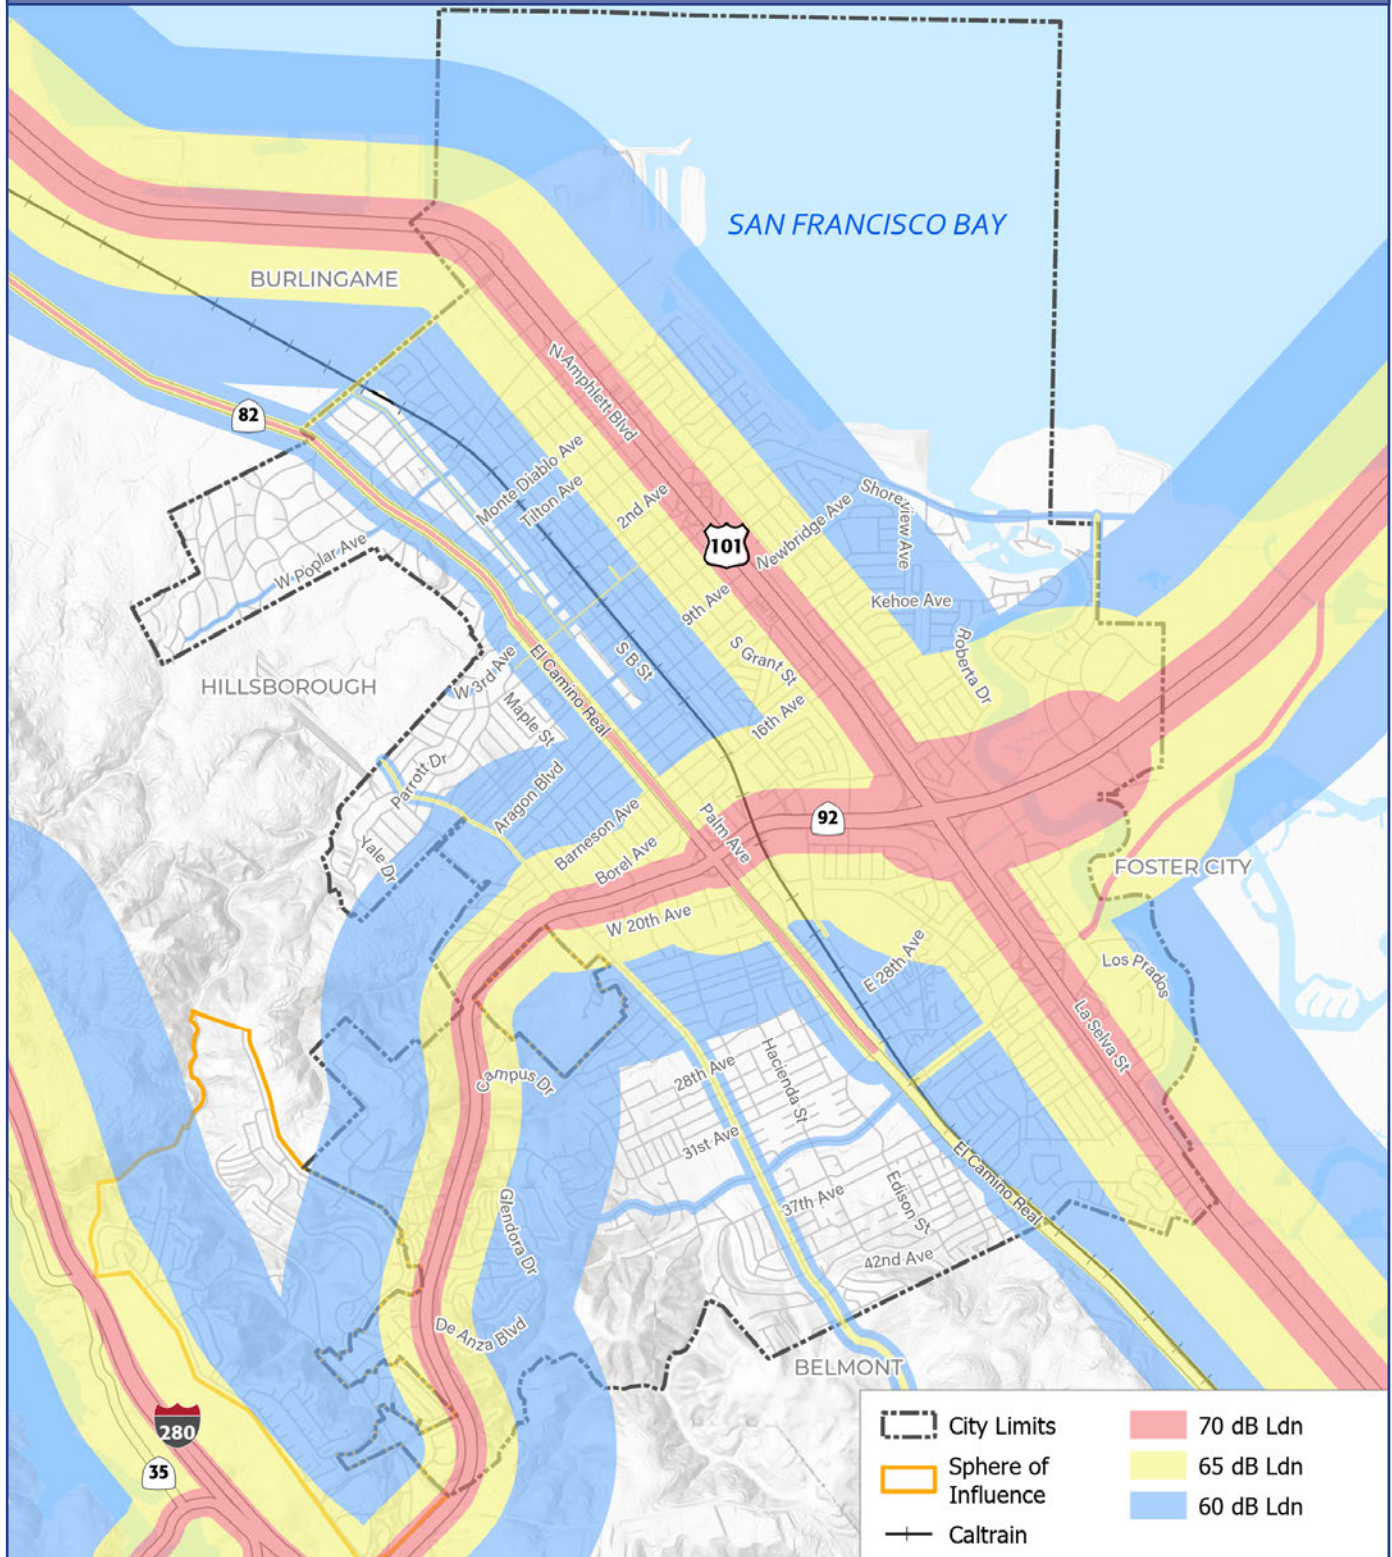 SAN FRANCISCO BAY
BURLINGAME
N Amphlett Blvd
82
Monte Diablo Ave
Tilton Ave
2nd Ave
101
Newbridge Ave
Shoreview Ave
W Poplar Ave
9th Ave
Kehoe Ave
Roberta Dr
S Grant St
S B St
El Camino Real
W 3rd Ave
HILLSBOROUGH
Maple St
16th Ave
Parrott Dr
Aragon Blvd
Barneson Ave
Palm Ave
92
Yale Dr
Borel Ave
FOSTER CITY
W 20th Ave
E 28th Ave
Los Prados
La Selva St
Campus Dr
28th Ave
Hacienda St
31st Ave
El Camino Real
37th Ave
Edison St
Glendora Dr
42nd Ave
De Anza Blvd
BELMONT
280
35
City Limits
Sphere of
Influence
Caltrain
70 dB Ldn
65 dB Ldn
60 dB Ldn